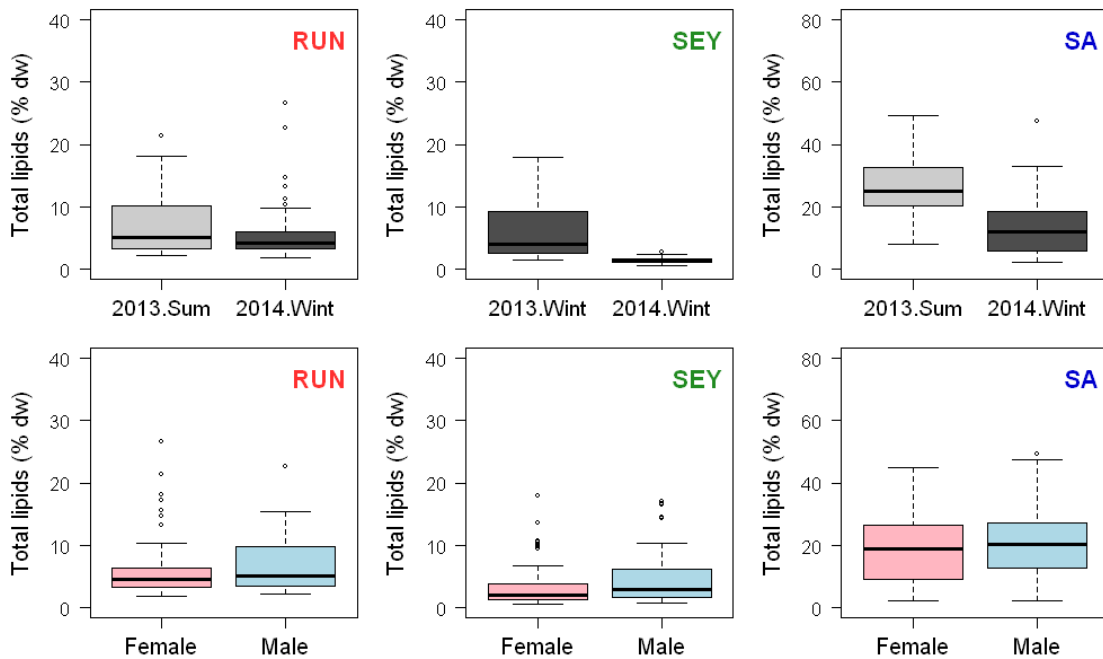 Total lipids (% dw)
40
30
20
10
0
RUN
2013.Sum 2014.Wint
Total lipids (% dw)
40
30
20
10
0
SEY
2013.Wint 2014.Wint
Total lipids (% dw)
80
60
40
20
0
SA
2013.Sum 2014.Wint
Total lipids (% dw)
40
30
20
10
0
RUN
Female Male
Total lipids (% dw)
40
30
20
10
0
SEY
Female Male
Total lipids (% dw)
80
60
40
20
0
SA
Female Male